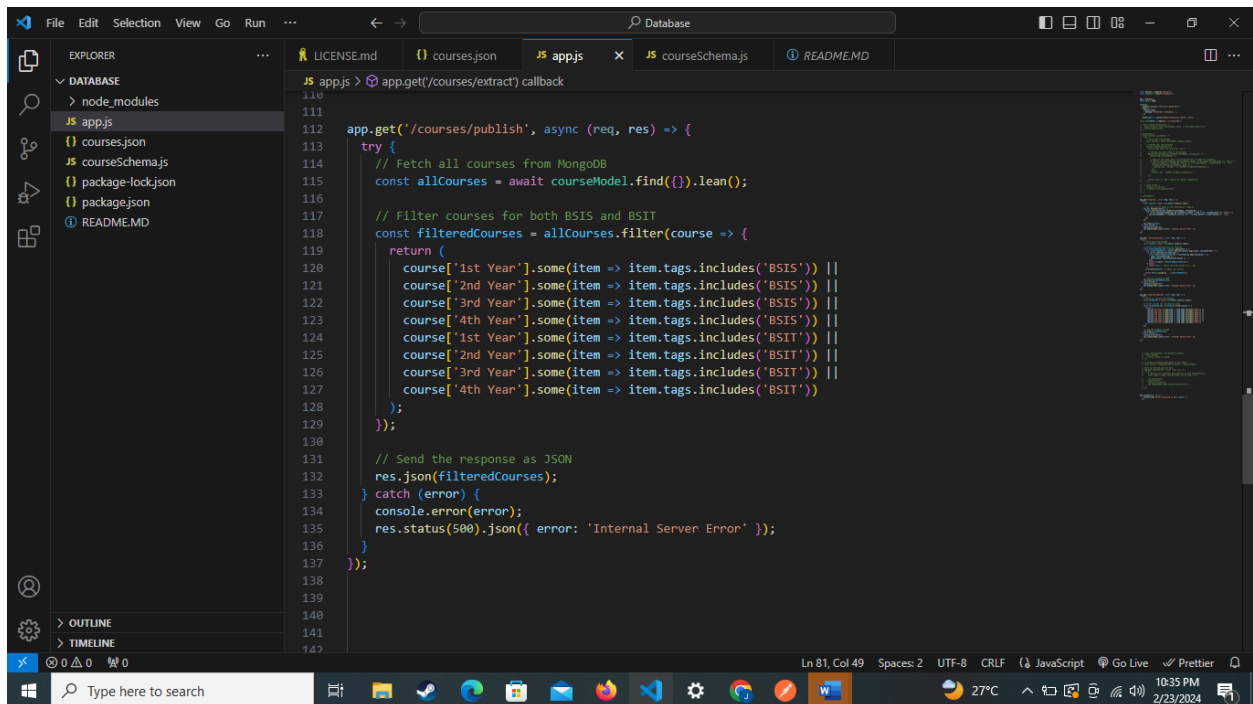 File Edit Selection View Go Run ··· Database
EXPLORER ···
LICENSE.md {} courses.json JS app.js JS courseSchema.js README.MD ···
DATABASE
node_modules
JS app.js
{} courses.json
JS courseSchema.js
{} package-lock.json
{} package.json
README.MD
JS app.js > app.get('/courses/extract') callback
110
111
112 app.get('/courses/publish', async (req, res) => {
113 try {
114 // Fetch all courses from MongoDB
115 const allCourses = await courseModel.find({}).lean();
116
117 // Filter courses for both BSIS and BSIT
118 const filteredCourses = allCourses.filter(course => {
119 return (
120 course['1st Year'].some(item => item.tags.includes('BSIS')) ||
121 course['2nd Year'].some(item => item.tags.includes('BSIS')) ||
122 course['3rd Year'].some(item => item.tags.includes('BSIS')) ||
123 course['4th Year'].some(item => item.tags.includes('BSIS')) ||
124 course['1st Year'].some(item => item.tags.includes('BSIT')) ||
125 course['2nd Year'].some(item => item.tags.includes('BSIT')) ||
126 course['3rd Year'].some(item => item.tags.includes('BSIT')) ||
127 course['4th Year'].some(item => item.tags.includes('BSIT'))
128 );
129 });
130
131 // Send the response as JSON
132 res.json(filteredCourses);
133 } catch (error) {
134 console.error(error);
135 res.status(500).json({ error: 'Internal Server Error' });
136 }
137 });
138
139
140
141
142
OUTLINE
TIMELINE
0 0 0 Ln 81, Col 49 Spaces: 2 UTF-8 CRLF JavaScript Go Live Prettier
Type here to search 27°C 10:35 PM
2/23/2024